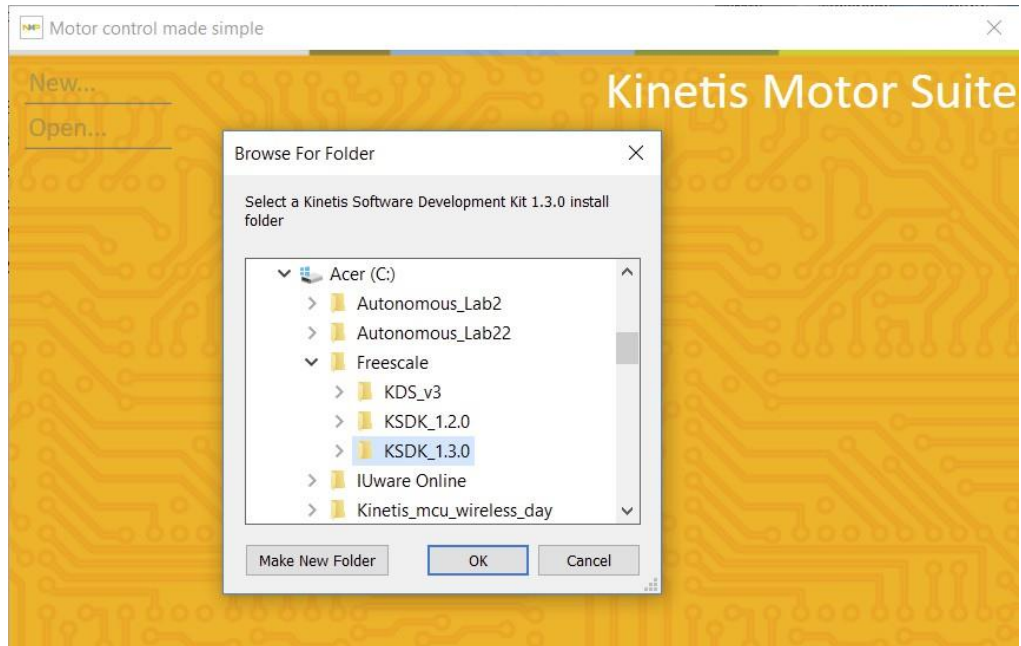 NXP Motor control made simple
New...
Kinetis Motor Suite
Open...
Browse For Folder
Select a Kinetis Software Development Kit 1.3.0 install
folder
Acer (C:)
Autonomous_Lab2
Autonomous_Lab22
Freescale
KDS_v3
KSDK_1.2.0
KSDK_1.3.0
IUware Online
Kinetis_mcu_wireless_day
Make New Folder OK Cancel